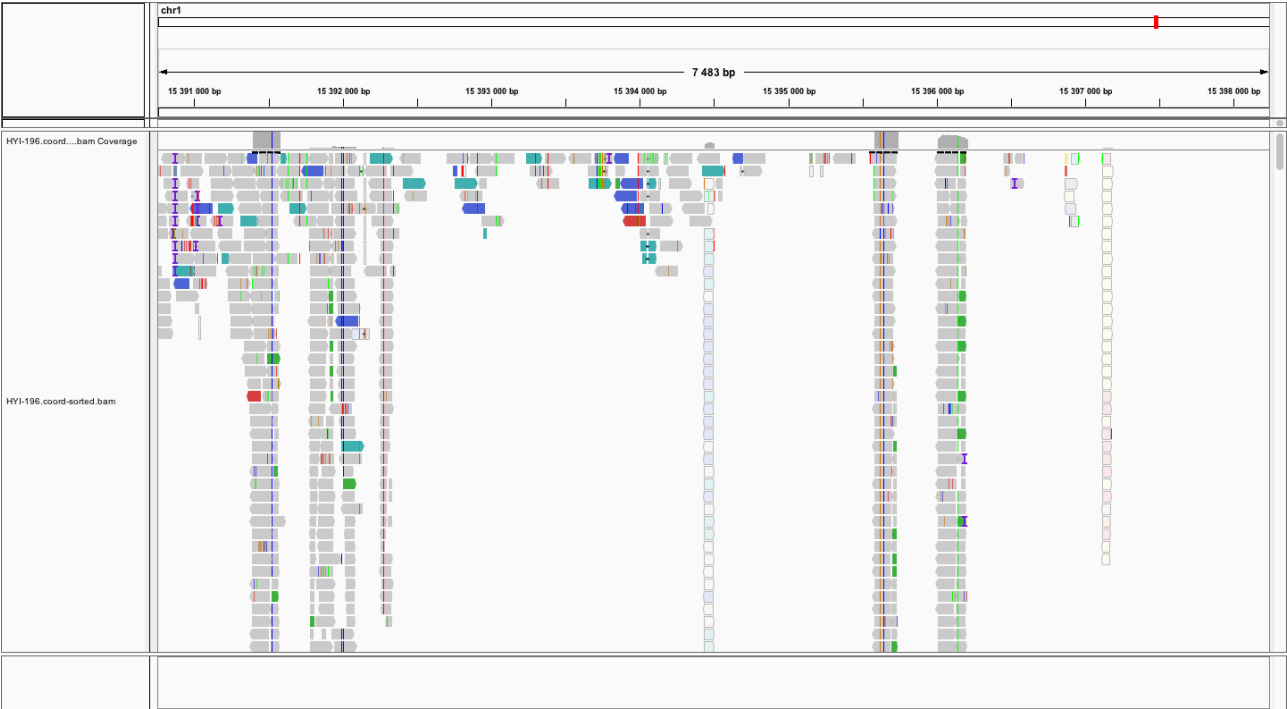 chr1
7 483 bp
15 391 000 bp 15 392 000 bp 15 393 000 bp 15 394 000 bp 15 395 000 bp 15 396 000 bp 15 397 000 bp 15 398 000 bp
HYI-196.coord....bam Coverage
HYI-196.coord-sorted.bam